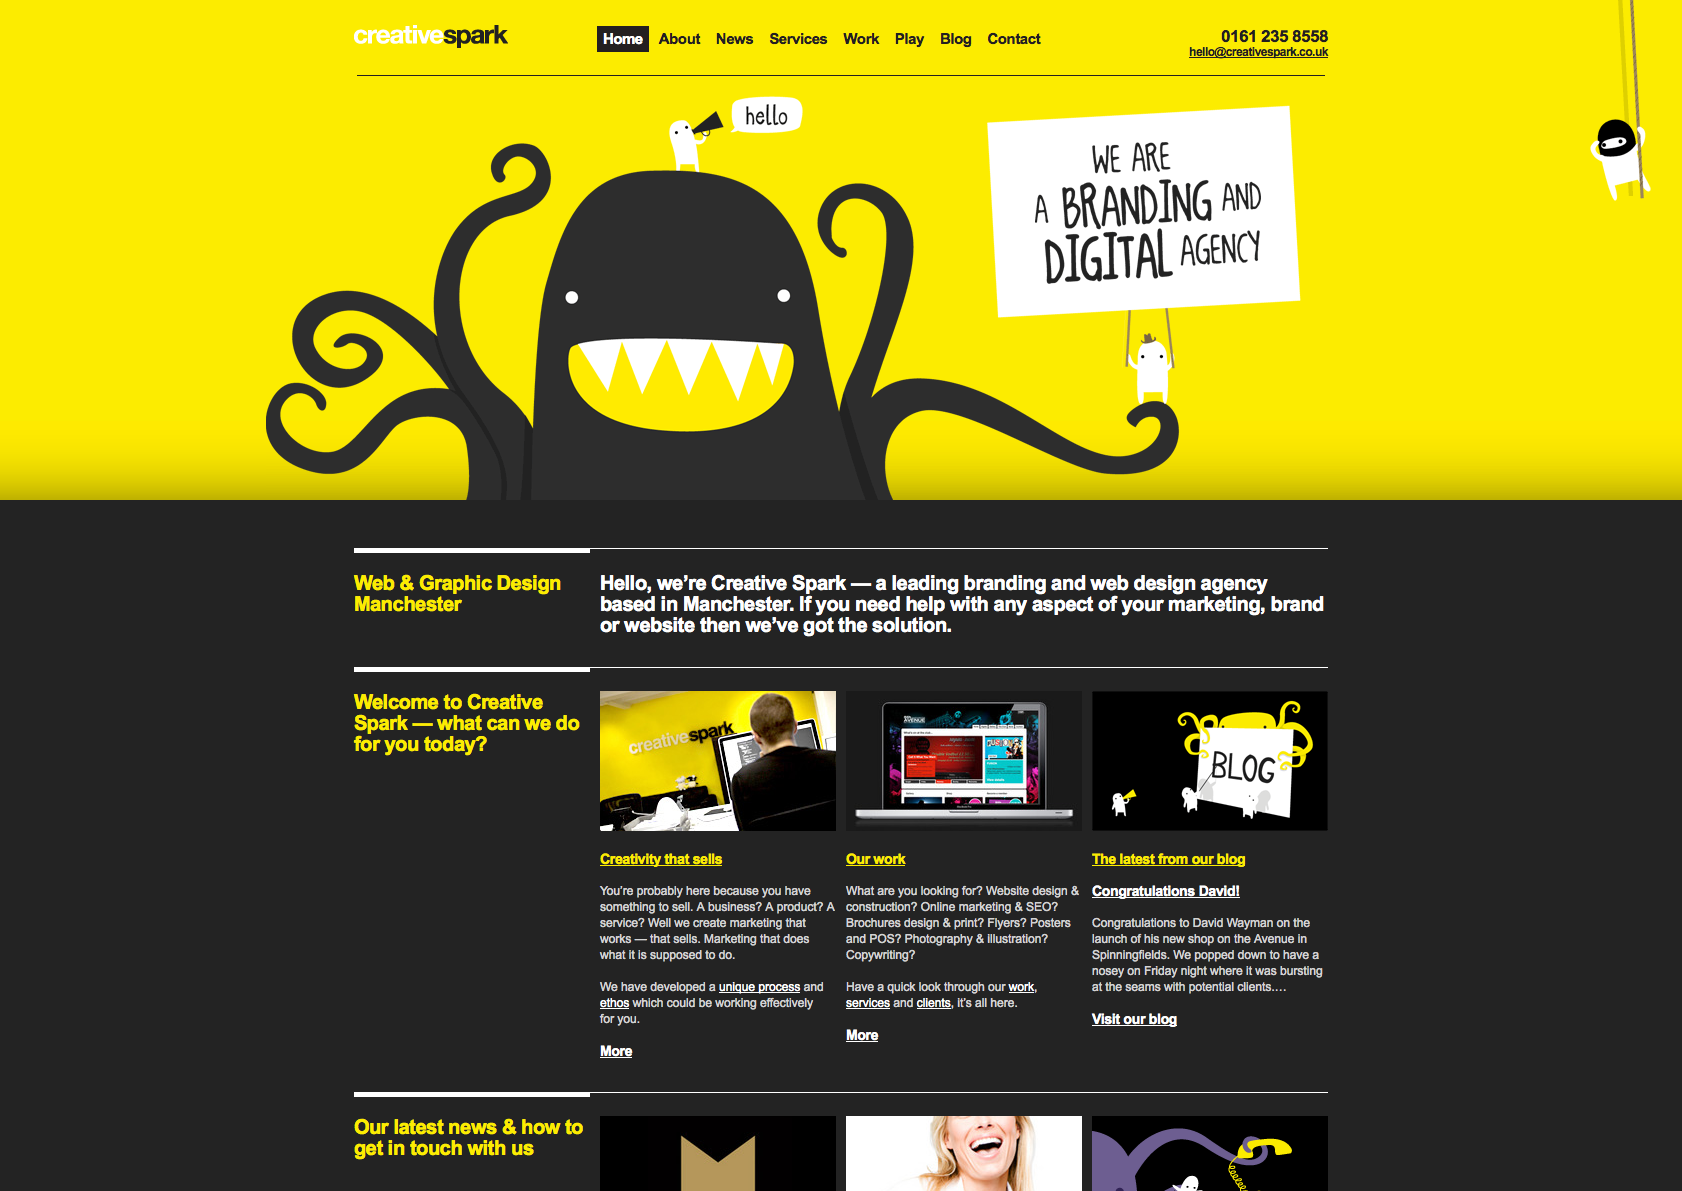 creativespark
Home About News Services Work Play Blog Contact
0161 235 8558
hello@creativespark.co.uk
hello
WE ARE
A BRANDING AND
DIGITAL AGENCY
Web & Graphic Design
Manchester
Hello, we’re Creative Spark — a leading branding and web design agency
based in Manchester. If you need help with any aspect of your marketing, brand
or website then we’ve got the solution.
Welcome to Creative
Spark — what can we do
for you today?
creativespark
AVENUE
BLOG
Creativity that sells
You’re probably here because you have
something to sell. A business? A product? A
service? Well we create marketing that
works — that sells. Marketing that does
what it is supposed to do.
We have developed a unique process and
ethos which could be working effectively
for you.
More
Our work
What are you looking for? Website design &
construction? Online marketing & SEO?
Brochures design & print? Flyers? Posters
and POS? Photography & illustration?
Copywriting?
Have a quick look through our work,
services and clients, it’s all here.
More
The latest from our blog
Congratulations David!
Congratulations to David Wayman on the
launch of his new shop on the Avenue in
Spinningfields. We popped down to have a
nosey on Friday night where it was bursting
at the seams with potential clients….
Visit our blog
Our latest news & how to
get in touch with us